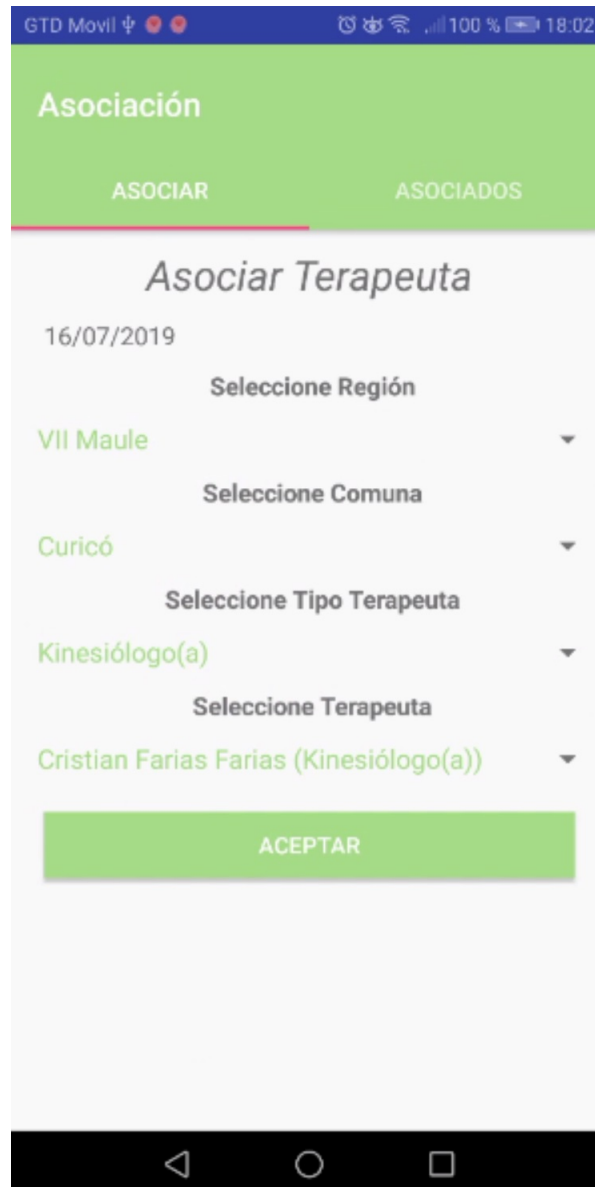 GTD Movil 100 % 18:02
Asociación
ASOCIAR ASOCIADOS
Asociar Terapeuta
16/07/2019
Seleccione Región
VII Maule
Seleccione Comuna
Curicó
Seleccione Tipo Terapeuta
Kinesiólogo(a)
Seleccione Terapeuta
Cristian Farias Farias (Kinesiólogo(a))
ACEPTAR